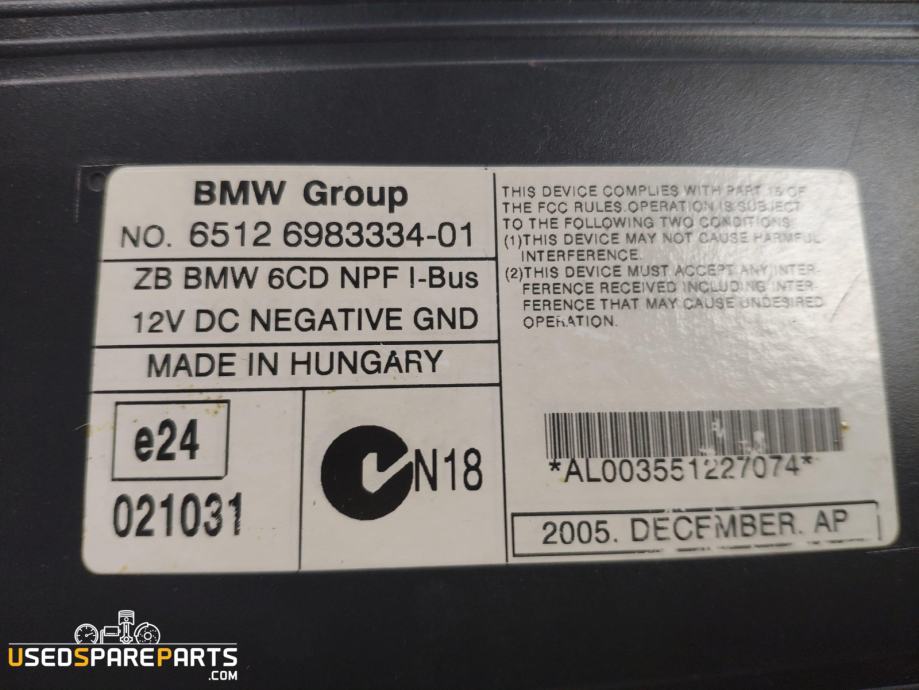 BMW Group
NO. 6512 6983334-01
ZB BMW 6CD NPF I-Bus
12V DC NEGATIVE GND
MADE IN HUNGARY
e24
021031
N18
THIS DEVICE COMPLIES WITH PART 15 OF
THE FCC RULES.OPERATION IS SUBJECT
TO THE FOLLOWING TWO CONDITIONS:
(1)THIS DEVICE MAY NOT CAUSE HARMFUL
INTERFERENCE.
(2)THIS DEVICE MUST ACCEPT ANY INTER-
FERENCE RECEIVED INCLUDING INTER-
FERENCE THAT MAY CAUSE UNDESIRED
OPERATION.
*AL003551227074*
2005. DECEMBER. AP
USEDSPAREPARTS
.COM